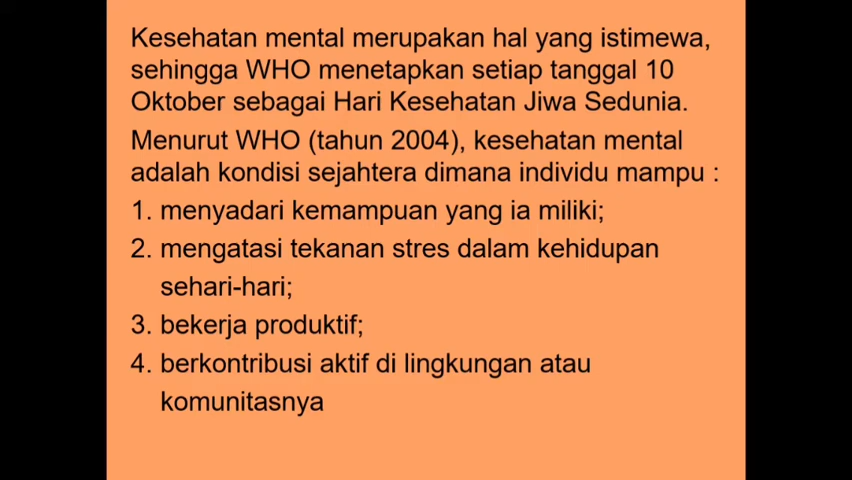 Kesehatan mental merupakan hal yang istimewa,
sehingga WHO menetapkan setiap tanggal 10
Oktober sebagai Hari Kesehatan Jiwa Sedunia.
Menurut WHO (tahun 2004), kesehatan mental
adalah kondisi sejahtera dimana individu mampu :
1. menyadari kemampuan yang ia miliki;
2. mengatasi tekanan stres dalam kehidupan
sehari-hari;
3. bekerja produktif;
4. berkontribusi aktif di lingkungan atau
komunitasnya